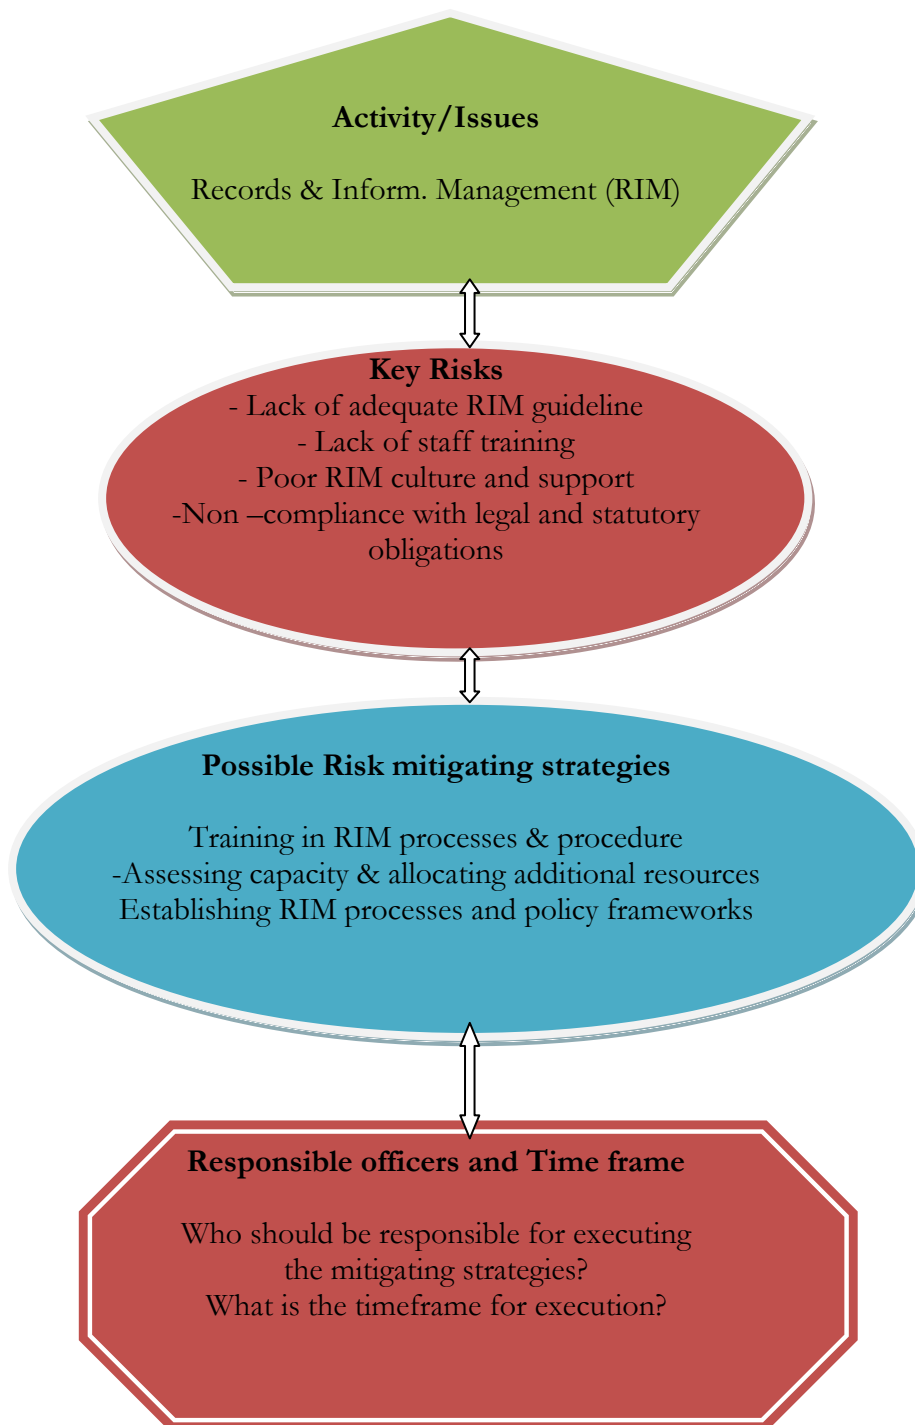 Activity/Issues
Records & Inform. Management (RIM)
Key Risks
- Lack of adequate RIM guideline
- Lack of staff training
- Poor RIM culture and support
-Non –compliance with legal and statutory
obligations
Possible Risk mitigating strategies
Training in RIM processes & procedure
-Assessing capacity & allocating additional resources
Establishing RIM processes and policy frameworks
Responsible officers and Time frame
Who should be responsible for executing
the mitigating strategies?
What is the timeframe for execution?